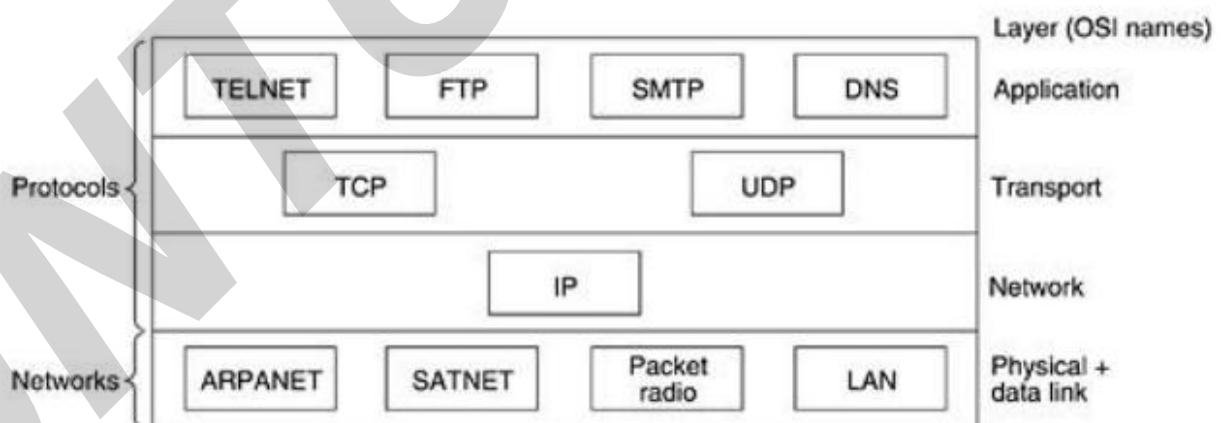 Layer (OSI names)
TELNET FTP SMTP DNS Application
Protocols TCP UDP Transport
IP Network
Networks ARPANET SATNET Packet radio LAN Physical + data link